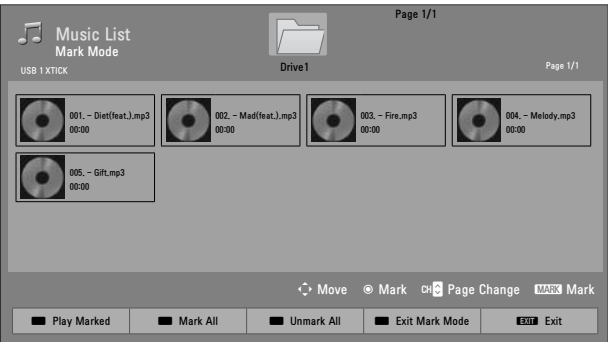 Page 1/1
Music List
Mark Mode
USB 1 XTICK
Drive1
Page 1/1
001. - Diet(feat.).mp3
00:00
002. - Mad(feat.).mp3
00:00
003. - Fire.mp3
00:00
004. - Melody.mp3
00:00
005. - Gift.mp3
00:00
Move Mark CH Page Change MARK Mark
Play Marked Mark All Unmark All Exit Mark Mode EXIT Exit